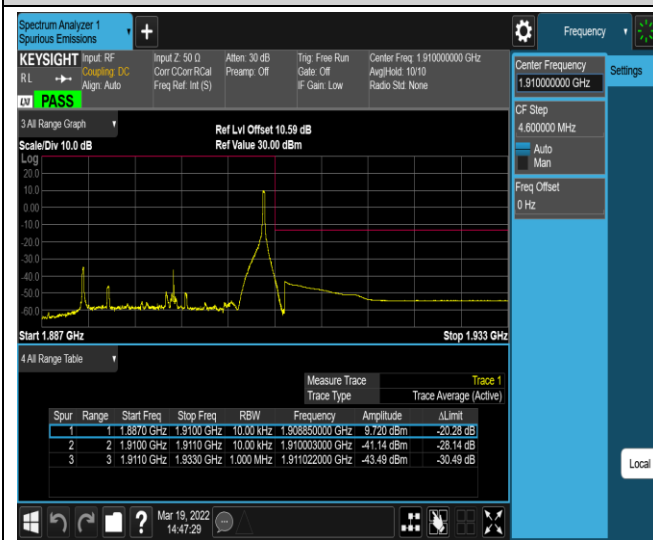 Spectrum Analyzer 1
Spurious Emissions
Frequency
KEYSIGHT Input: RF Input Z: 50 Ω Atten: 30 dB Trig: Free Run Center Freq: 1.910000000 GHz
RL Coupling: DC Corr CCorr RCal Preamp: Off Gate: Off Avg|Hold: 10/10
Align: Auto Freq Ref: Int (S) IF Gain: Low Radio Std: None
LXI PASS
Center Frequency
1.910000000 GHz
Settings
CF Step
4.600000 MHz
Auto
Man
Freq Offset
0 Hz
3 All Range Graph
Ref Lvl Offset 10.59 dB
Scale/Div 10.0 dB Ref Value 30.00 dBm
Log
20.0
10.0
0.00
-10.0
-20.0
-30.0
-40.0
-50.0
-60.0
Start 1.887 GHz Stop 1.933 GHz
4 All Range Table
Measure Trace Trace 1
Trace Type Trace Average (Active)
Spur Range Start Freq Stop Freq RBW Frequency Amplitude ΔLimit
1 1 1.8870 GHz 1.9100 GHz 10.00 kHz 1.908850000 GHz 9.720 dBm -20.28 dB
2 2 1.9100 GHz 1.9110 GHz 10.00 kHz 1.910003000 GHz -41.14 dBm -28.14 dB
3 3 1.9110 GHz 1.9330 GHz 1.000 MHz 1.911022000 GHz -43.49 dBm -30.49 dB
Local
Mar 19, 2022
14:47:29